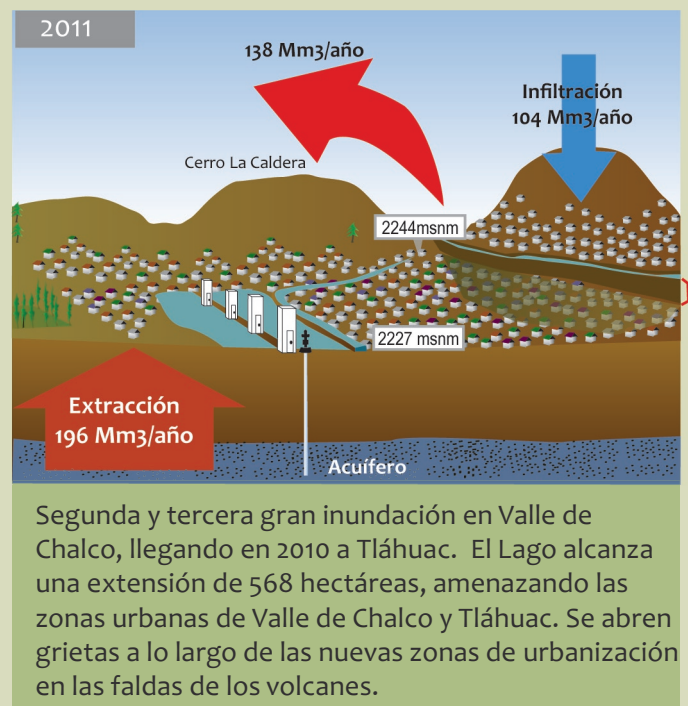 2011
138 Mm3/año
Infiltración
104 Mm3/año
Cerro La Caldera
2244msnm
2227 msnm
Extracción
196 Mm3/año
Acuífero
Segunda y tercera gran inundación en Valle de
Chalco, llegando en 2010 a Tláhuac. El Lago alcanza
una extensión de 568 hectáreas, amenazando las
zonas urbanas de Valle de Chalco y Tláhuac. Se abren
grietas a lo largo de las nuevas zonas de urbanización
en las faldas de los volcanes.